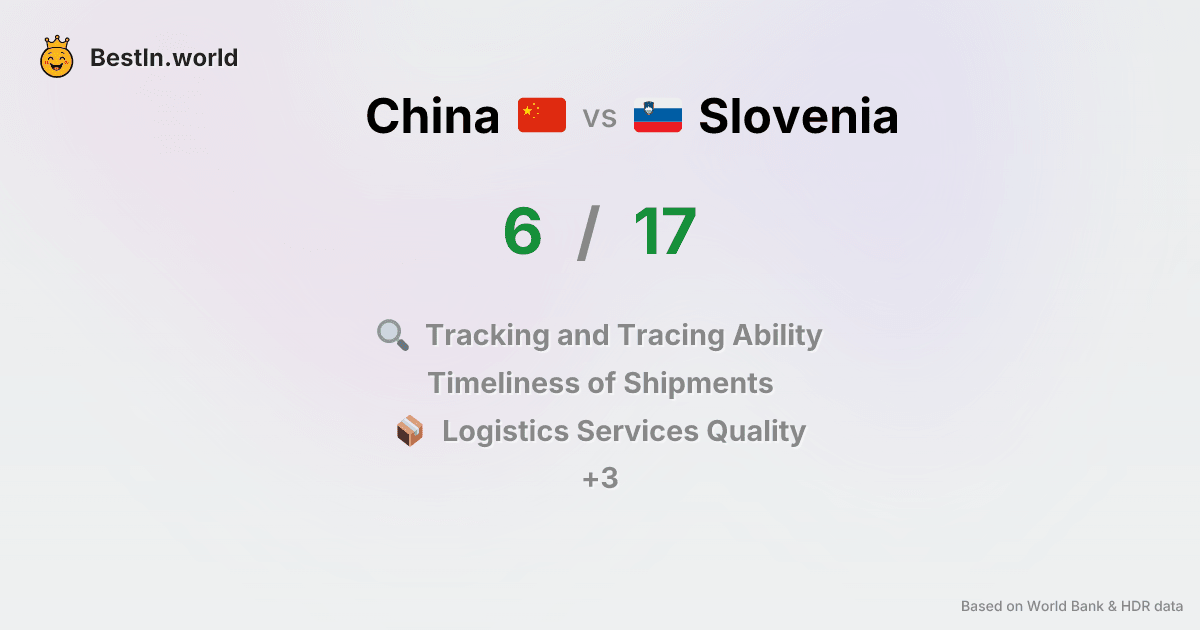 BestIn.world
China vs Slovenia
6 / 17
Tracking and Tracing Ability
Timeliness of Shipments
Logistics Services Quality
+3
Based on World Bank & HDR data